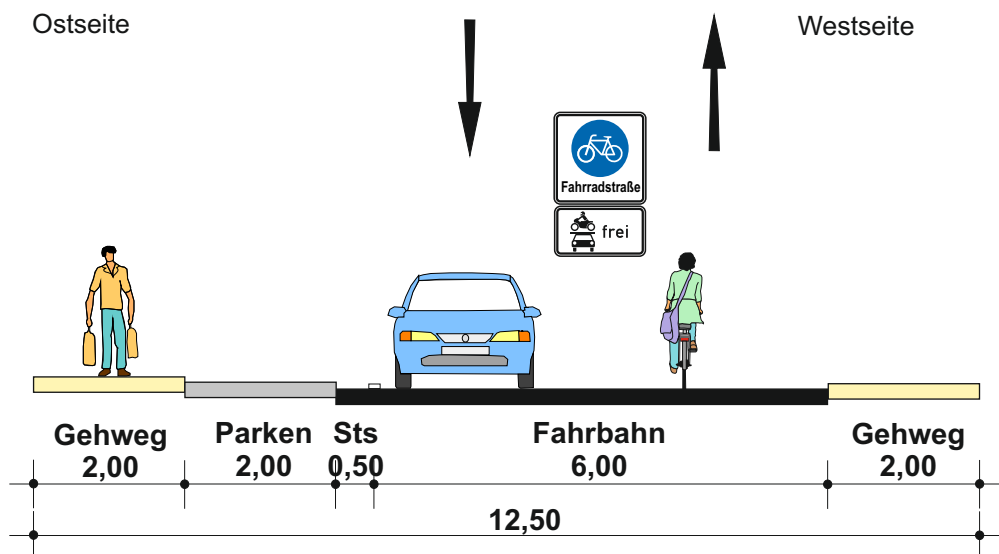 Ostseite
Westseite
Fahrradstraße
frei
Gehweg Parken Sts Fahrbahn Gehweg
2,00 2,00 0,50 6,00 2,00
12,50